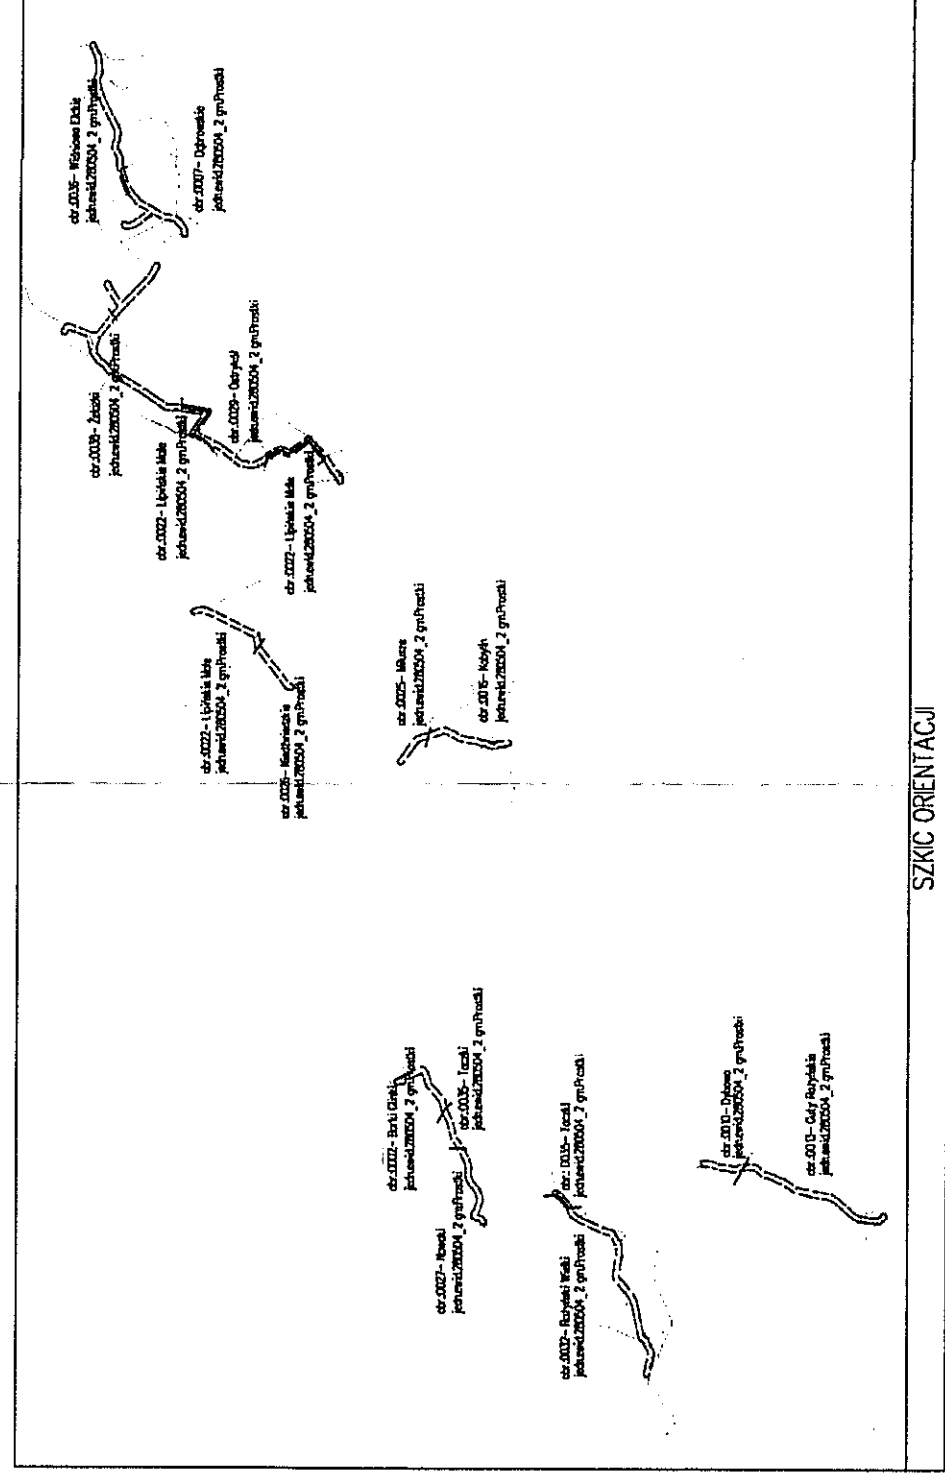 obr.:0036- Wiśniowo Ełckie
jedn.ewid.280504_2 gm.Prostki
obr.:0007- Dąbrowskie
jedn.ewid.280504_2 gm.Prostki
obr.:0038- Żelazki
jedn.ewid.280504_2 gm.Prostki
obr.:0022- Lipińskie Małe
jedn.ewid.280504_2 gm.Prostki
obr.:0029- Ostrykół
jedn.ewid.280504_2 gm.Prostki
obr.:0022- Lipińskie Małe
jedn.ewid.280504_2 gm.Prostki
obr.:0022- Lipińskie Małe
jedn.ewid.280504_2 gm.Prostki
obr.:0026- Niedźwiedzkie
jedn.ewid.280504_2 gm.Prostki
obr.:0025- Miłusze
jedn.ewid.280504_2 gm.Prostki
obr.:0016- Kobylin
jedn.ewid.280504_2 gm.Prostki
obr.:0002- Borki
jedn.ewid.280504_2 gm.Prostki
obr.:0035- Taczki
jedn.ewid.280504_2 gm.Prostki
obr.:0027- Nowaki
jedn.ewid.280504_2 gm.Prostki
obr.: 0035- Taczki
jedn.ewid.280504_2 gm.Prostki
obr.:0032- Rożyński Wielki
jedn.ewid.280504_2 gm.Prostki
obr.:0010- Dybowo
jedn.ewid.280504_2 gm.Prostki
obr.:0013- Guty Rożyńskie
jedn.ewid.280504_2 gm.Prostki
SZKIC ORIENTACJI